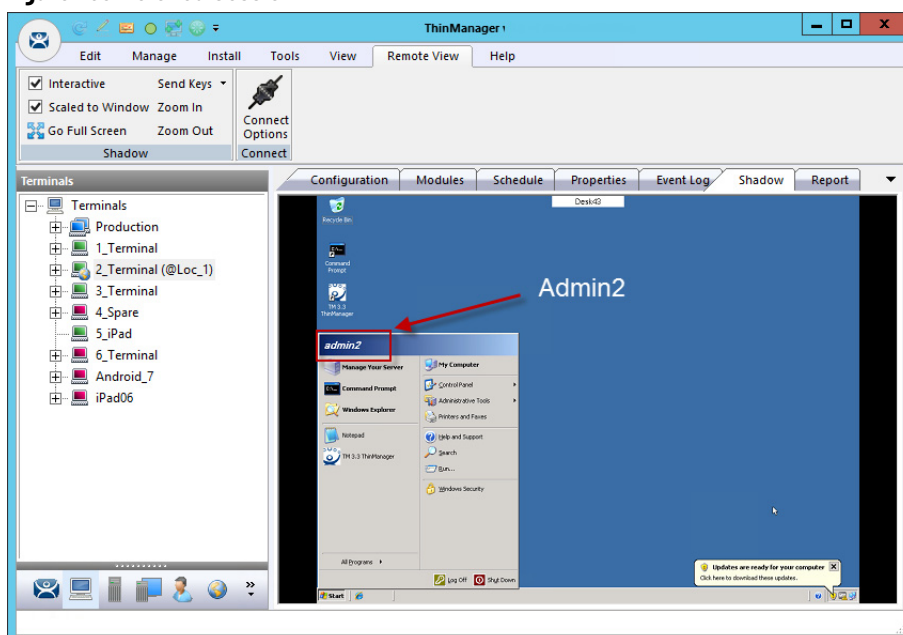 ThinManager
Edit Manage Install Tools View Remote View Help
Interactive
Send Keys
Scaled to Window
Zoom In
Go Full Screen
Zoom Out
Connect Options
Shadow
Connect
Terminals
Configuration Modules Schedule Properties Event Log Shadow Report
Terminals
Production
1_Terminal
2_Terminal (@Loc_1)
3_Terminal
4_Spare
5_iPad
6_Terminal
Android_7
iPad06
Desk43
Recycle Bin
Command Prompt
TM 3.3 ThinManager
Admin2
admin2
Manage Your Server
Command Prompt
Windows Explorer
Notepad
TM 3.3 ThinManager
All Programs
My Computer
Control Panel
Administrative Tools
Printers and Faxes
Help and Support
Search
Run...
Windows Security
Log Off
Shut Down
Updates are ready for your computer
Click here to download these updates.
Start